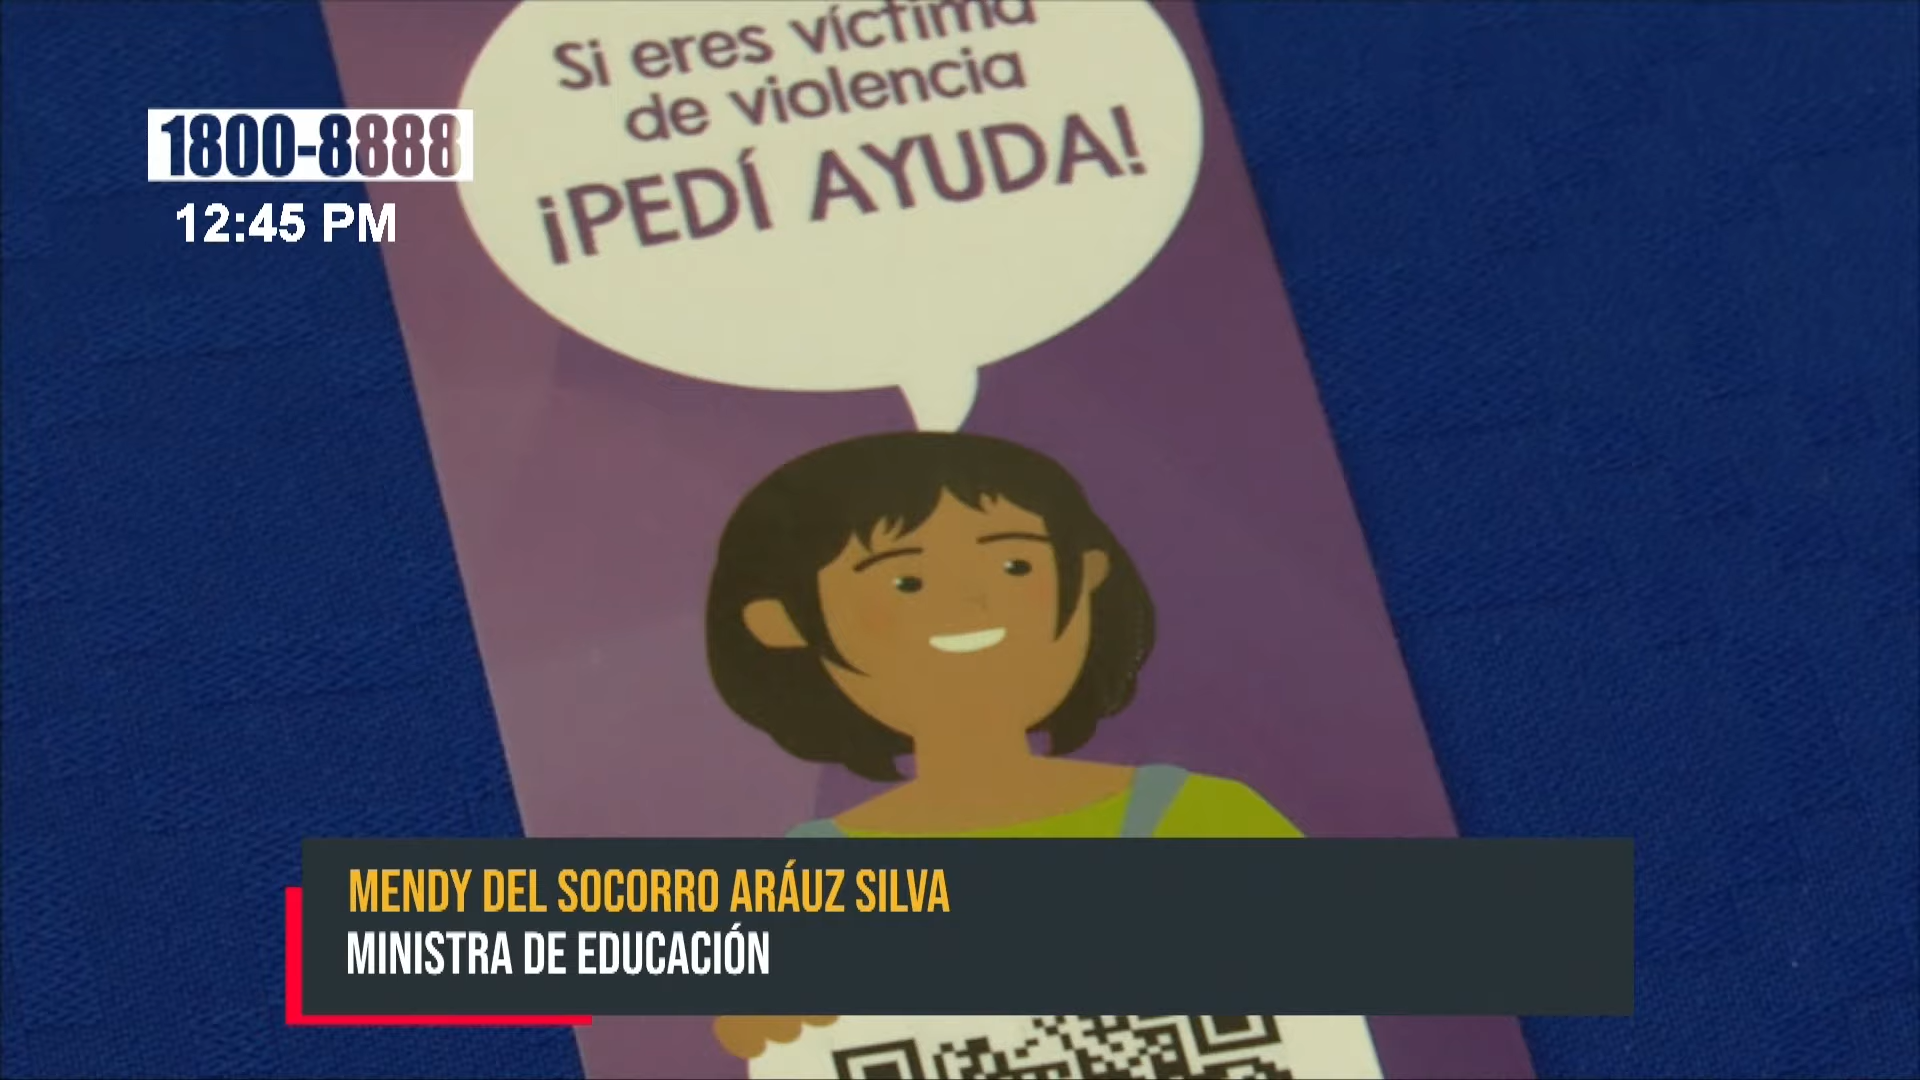 Si eres víctima
de violencia
¡PEDÍ AYUDA!
1800-8888
12:45 PM
MENDY DEL SOCORRO ARÁUZ SILVA
MINISTRA DE EDUCACIÓN